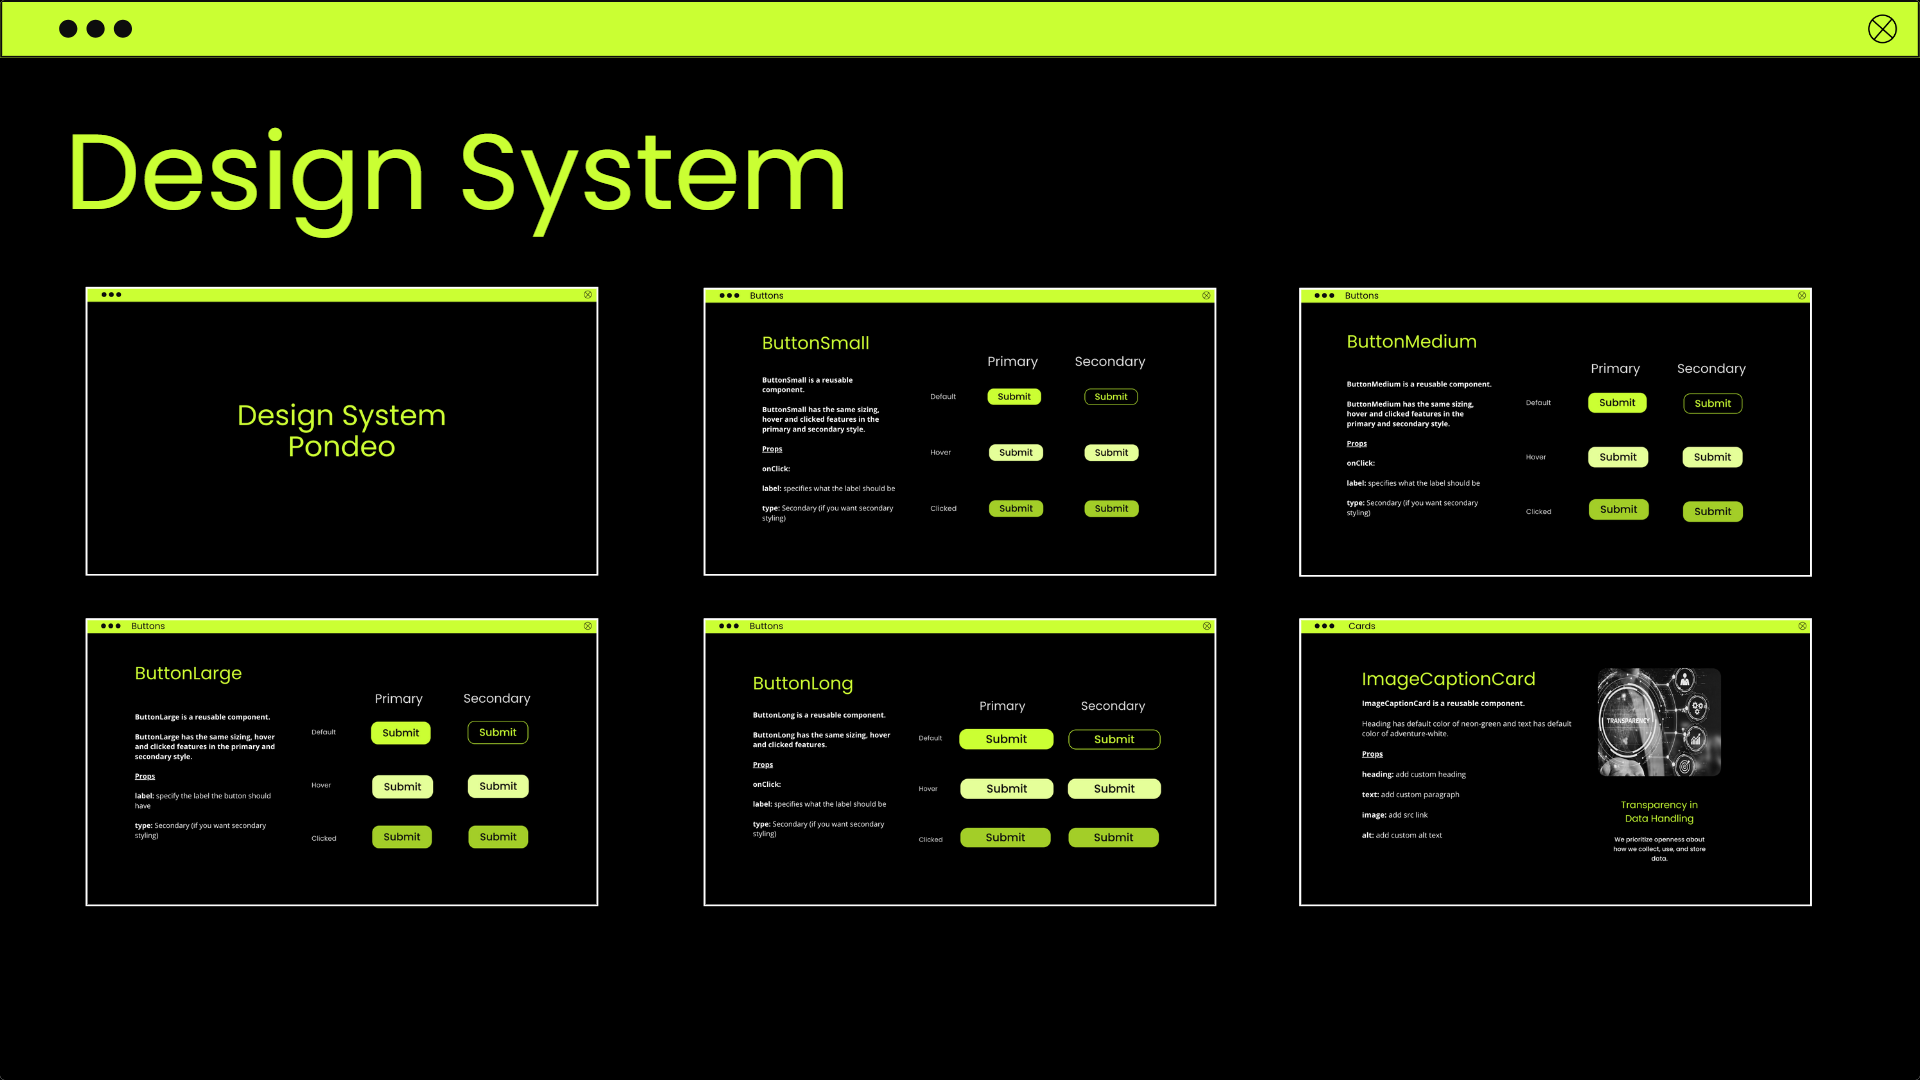 Design System
Design System
Pondeo
Buttons
ButtonSmall
ButtonSmall is a reusable
component.
ButtonSmall has the same sizing,
hover and clicked features in the
primary and secondary style.
Props
onClick:
label: specifies what the label should be
type: Secondary (if you want secondary
styling)
Primary Secondary
Default Submit Submit
Hover Submit Submit
Clicked Submit Submit
Buttons
ButtonMedium
ButtonMedium is a reusable component.
ButtonMedium has the same sizing,
hover and clicked features in the
primary and secondary style.
Props
onClick:
label: specifies what the label should be
type: Secondary (if you want secondary
styling)
Primary Secondary
Default Submit Submit
Hover Submit Submit
Clicked Submit Submit
Buttons
ButtonLarge
ButtonLarge is a reusable component.
ButtonLarge has the same sizing, hover
and clicked features in the primary and
secondary style.
Props
label: specify the label the button should
have
type: Secondary (if you want secondary
styling)
Primary Secondary
Default Submit Submit
Hover Submit Submit
Clicked Submit Submit
Buttons
ButtonLong
ButtonLong is a reusable component.
ButtonLong has the same sizing, hover
and clicked features.
Props
onClick:
label: specifies what the label should be
type: Secondary (if you want secondary
styling)
Primary Secondary
Default Submit Submit
Hover Submit Submit
Clicked Submit Submit
Cards
ImageCaptionCard
ImageCaptionCard is a reusable component.
Heading has default color of neon-green and text has default
color of adventure-white.
Props
heading: add custom heading
text: add custom paragraph
image: add src link
alt: add custom alt text
TRANSPARENCY
Transparency in
Data Handling
We prioritize openness about
how we collect, use, and store
data.